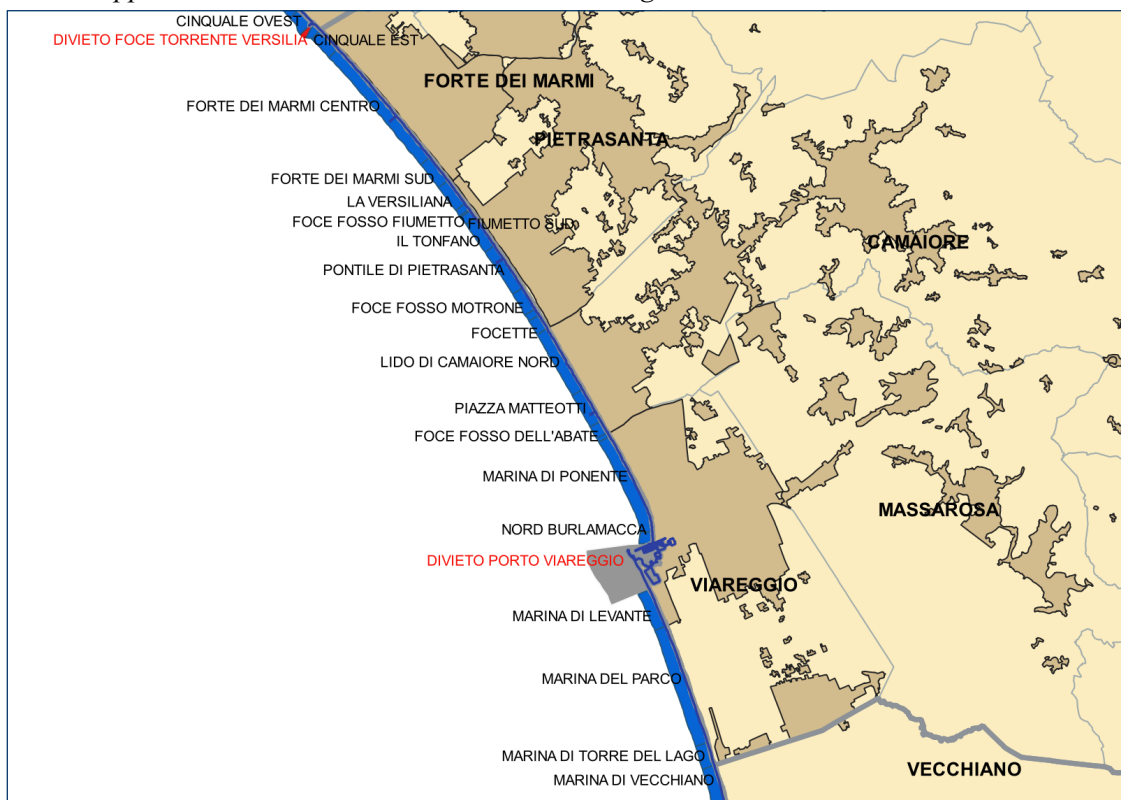 CINQUALE OVEST
DIVIETO FOCE TORRENTE VERSILIA CINQUALE EST
FORTE DEI MARMI
FORTE DEI MARMI CENTRO
PIETRASANTA
FORTE DEI MARMI SUD
LA VERSILIANA
FOCE FOSSO FIUMETTO FIUMETTO SUD
IL TONFANO
CAMAIORE
PONTILE DI PIETRASANTA
FOCE FOSSO MOTRONE
FOCETTE
LIDO DI CAMAIORE NORD
PIAZZA MATTEOTTI
FOCE FOSSO DELL'ABATE
MARINA DI PONENTE
MASSAROSA
NORD BURLAMACCA
DIVIETO PORTO VIAREGGIO
VIAREGGIO
MARINA DI LEVANTE
MARINA DEL PARCO
MARINA DI TORRE DEL LAGO
VECCHIANO
MARINA DI VECCHIANO